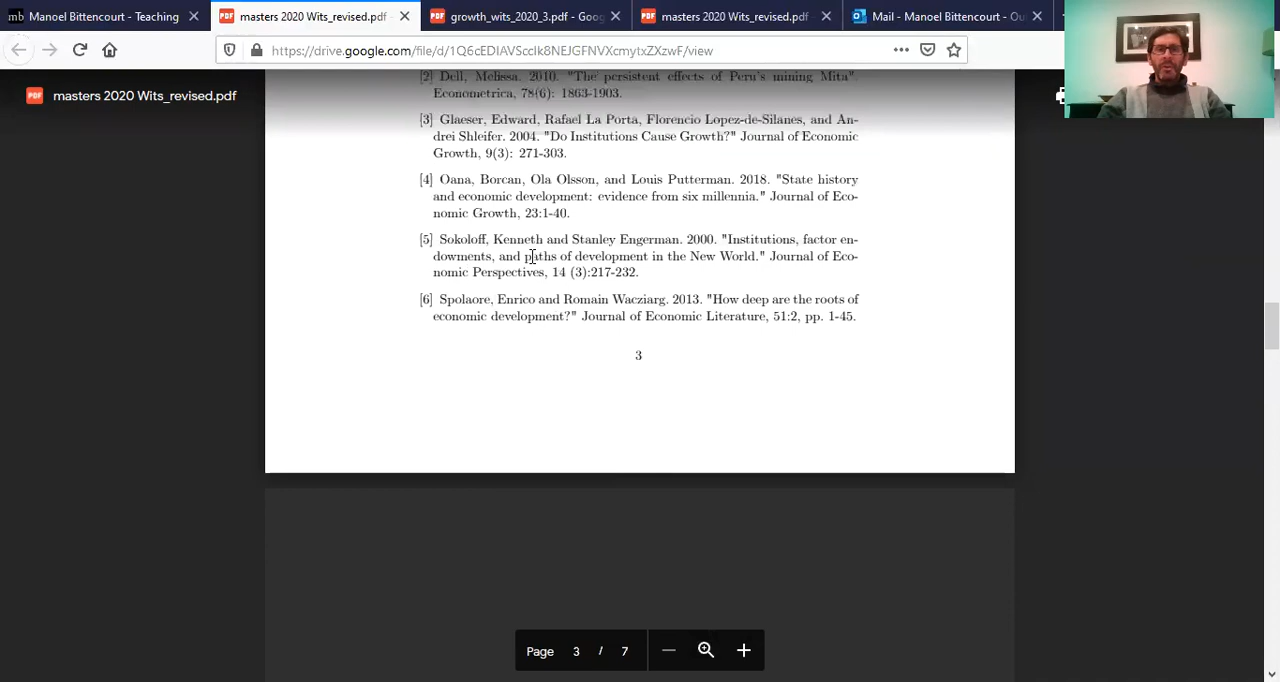 mb Manoel Bittencourt - Teaching
masters 2020 Wits_revised.pdf
growth_wits_2020_3.pdf - Goog
masters 2020 Wits_revised.pdf
Mail - Manoel Bittencourt - Ou
https://drive.google.com/file/d/1Q6cEDIAVSccIk8NEJGFNVXcmytxZXzwF/view
PDF masters 2020 Wits_revised.pdf
[2] Dell, Melissa. 2010. "The persistent effects of Peru's mining Mita".
Econometrica, 78(6): 1863-1903.
[3] Glaeser, Edward, Rafael La Porta, Florencio Lopez-de-Silanes, and An-
drei Shleifer. 2004. "Do Institutions Cause Growth?" Journal of Economic
Growth, 9(3): 271-303.
[4] Oana, Borcan, Ola Olsson, and Louis Putterman. 2018. "State history
and economic development: evidence from six millennia." Journal of Eco-
nomic Growth, 23:1-40.
[5] Sokoloff, Kenneth and Stanley Engerman. 2000. "Institutions, factor en-
dowments, and paths of development in the New World." Journal of Eco-
nomic Perspectives, 14 (3):217-232.
[6] Spolaore, Enrico and Romain Wacziarg. 2013. "How deep are the roots of
economic development?" Journal of Economic Literature, 51:2, pp. 1-45.
3
Page 3 / 7